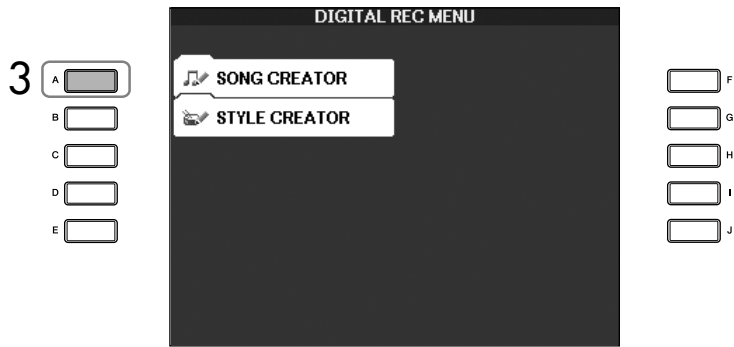 DIGITAL REC MENU
3
A
SONG CREATOR
F
B
STYLE CREATOR
G
C
H
D
I
E
J